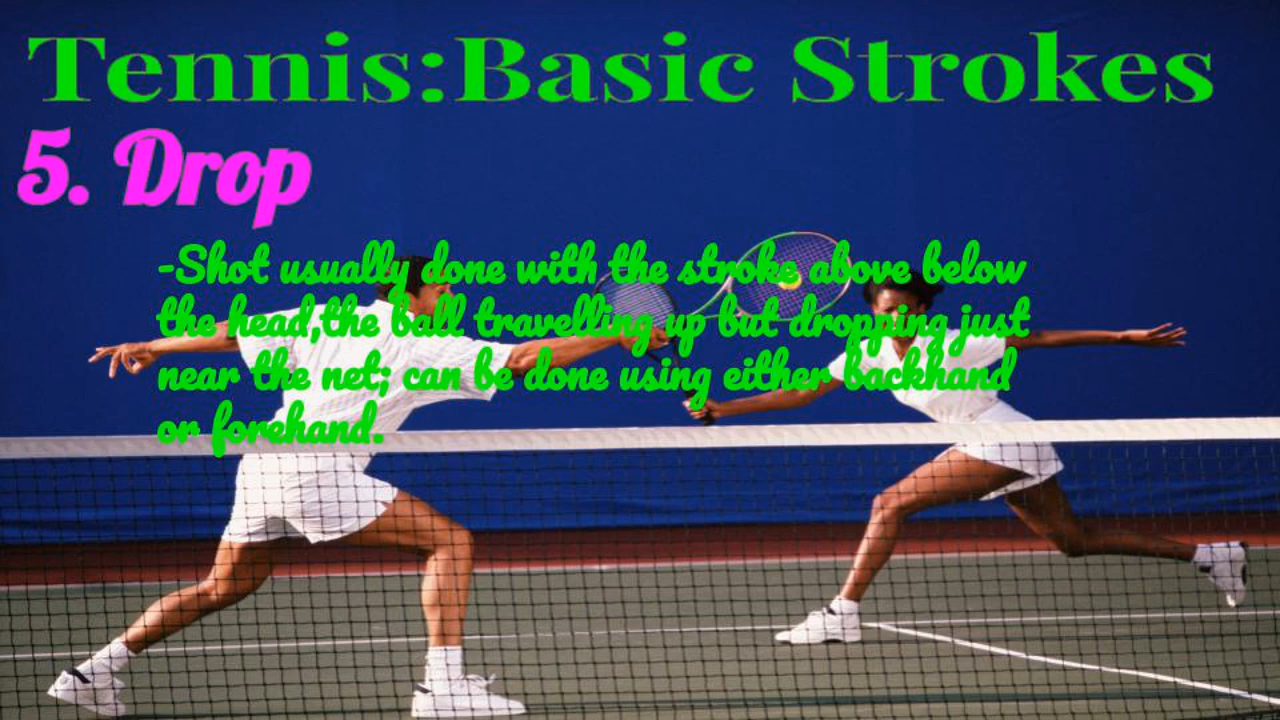 Tennis:Basic Strokes
5. Drop
-Shot usually done with the stroke above below
the head,the ball travelling up but dropping just
near the net; can be done using either backhand
or forehand.